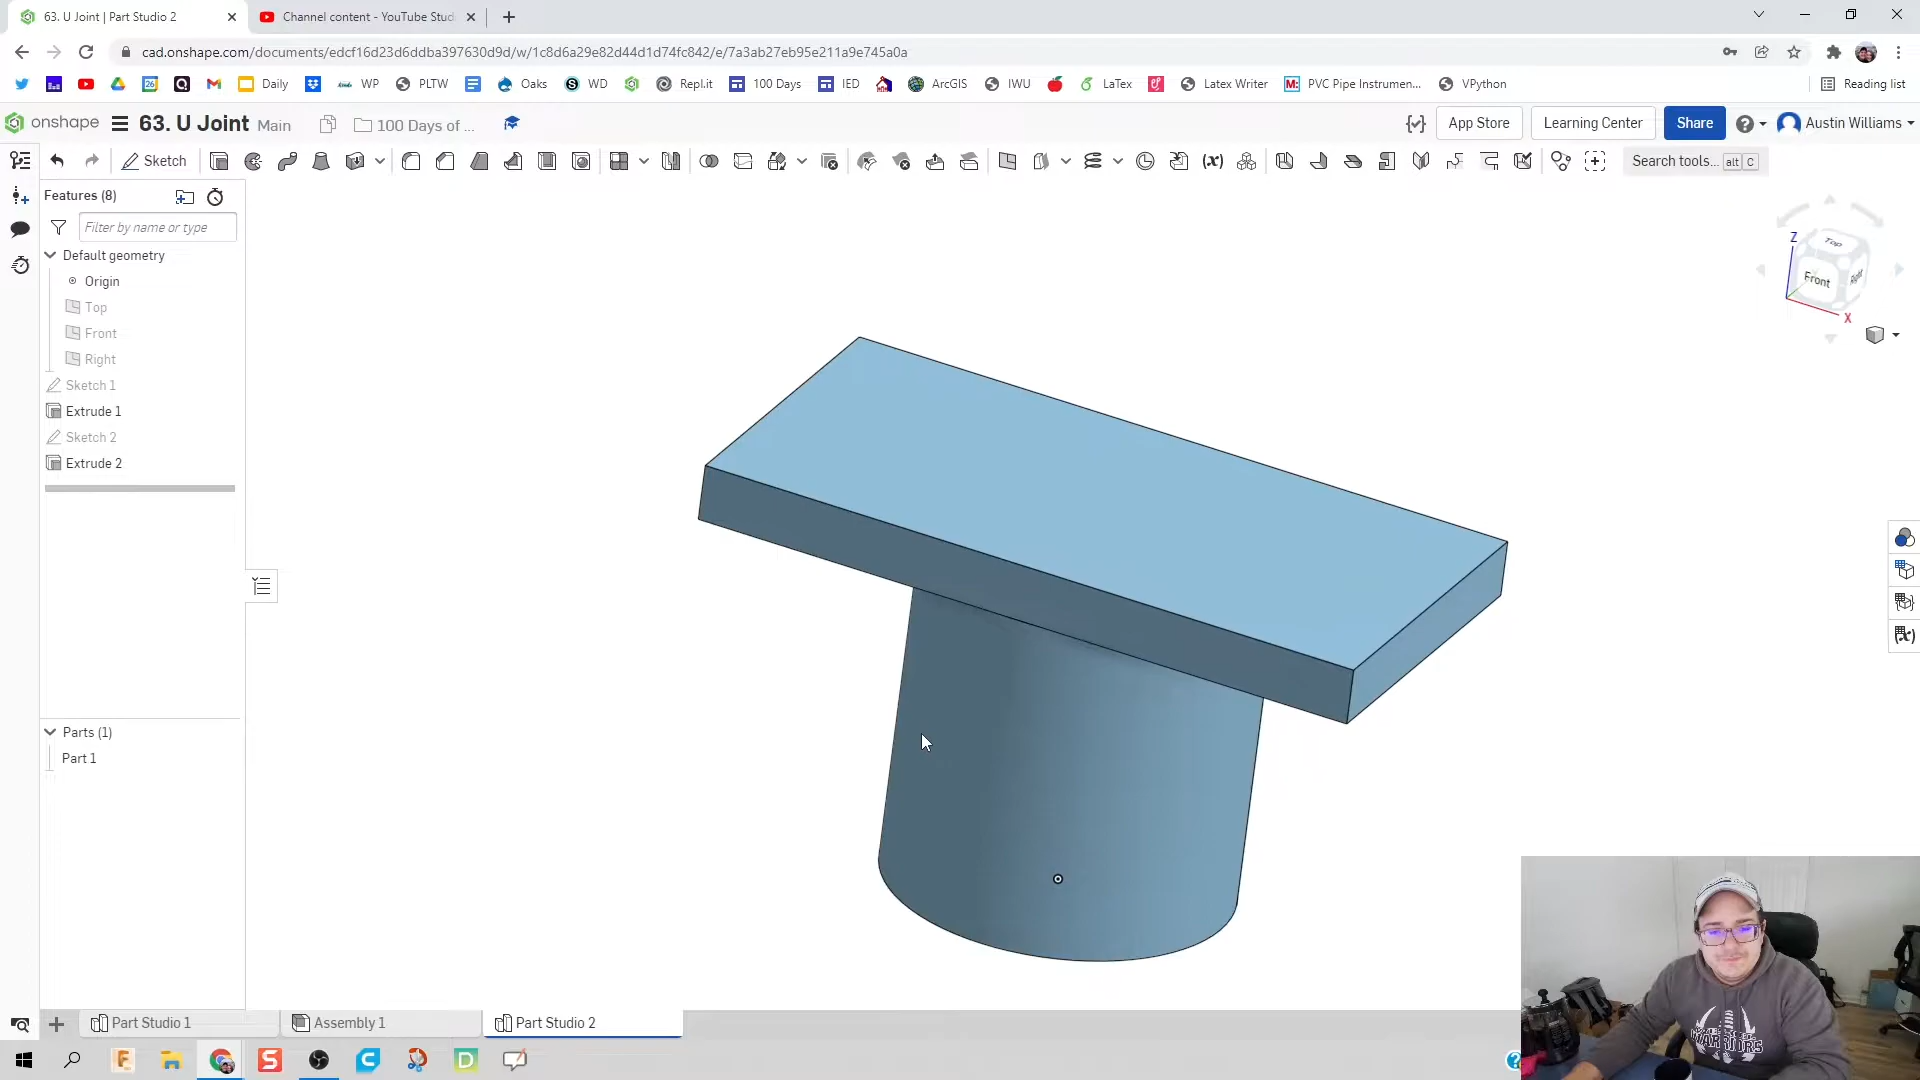 63. U Joint | Part Studio 2
Channel content - YouTube Stud
cad.onshape.com/documents/edcf16d23d6ddba397630d9d/w/1c8d6a29e82d44d1d74fc842/e/7a3ab27eb95e211a9e745a0a
26
Daily
WP
PLTW
Oaks
WD
Repl.it
100 Days
IED
ArcGIS
IWU
LaTex
Latex Writer
PVC Pipe Instrumen...
VPython
Reading list
onshape
63. U Joint Main
100 Days of ...
App Store
Learning Center
Share
Austin Williams
Sketch
Search tools... alt C
Features (8)
Filter by name or type
Default geometry
Origin
Top
Front
Right
Sketch 1
Extrude 1
Sketch 2
Extrude 2
Z
Top
Front
Right
X
Parts (1)
Part 1
WARRIORS
Part Studio 1
Assembly 1
Part Studio 2